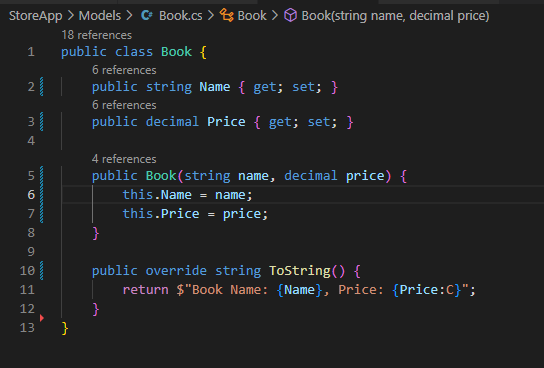 StoreApp > Models > Book.cs > Book > Book(string name, decimal price)
18 references
1 public class Book {
6 references
2 public string Name { get; set; }
6 references
3 public decimal Price { get; set; }
4
4 references
5 public Book(string name, decimal price) {
6 this.Name = name;
7 this.Price = price;
8 }
9
10 public override string ToString() {
11 return $"Book Name: {Name}, Price: {Price:C}";
12 }
13 }